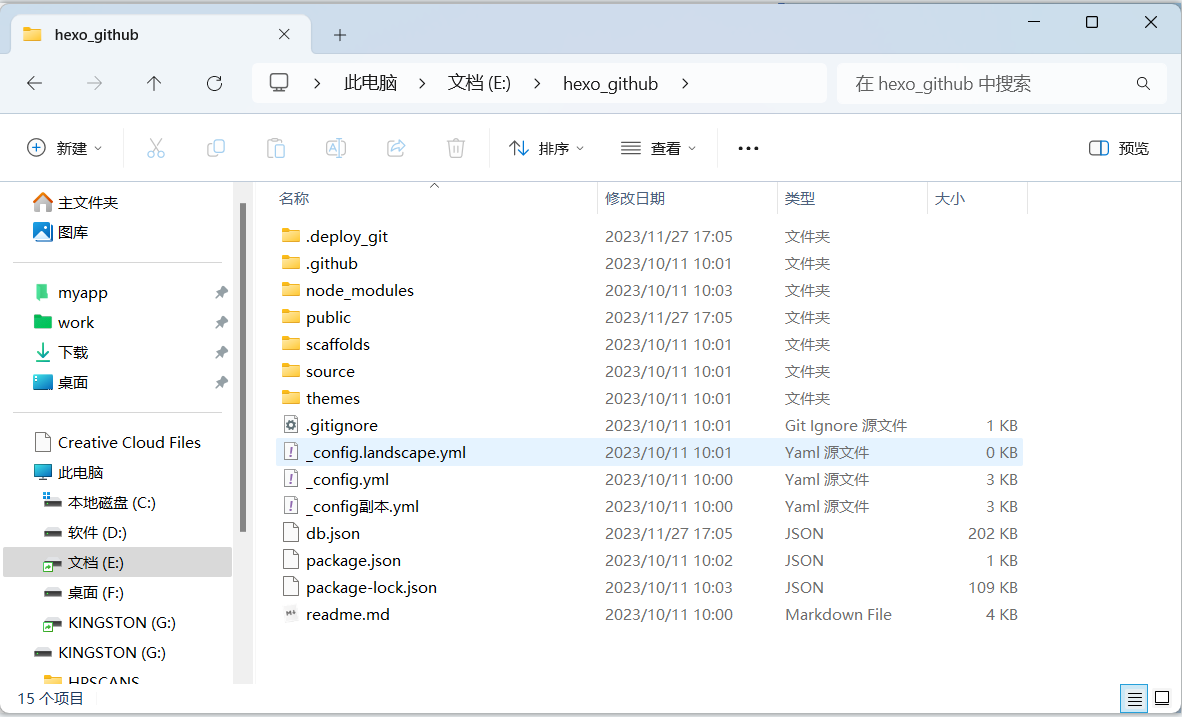 hexo_github
此电脑 文档 (E:) hexo_github 在 hexo_github 中搜索
新建 排序 查看 预览
主文件夹
图库
myapp
work
下载
桌面
Creative Cloud Files
此电脑
本地磁盘 (C:)
软件 (D:)
文档 (E:)
桌面 (F:)
KINGSTON (G:)
KINGSTON (G:)
HPSCANS
名称 修改日期 类型 大小
.deploy_git 2023/11/27 17:05 文件夹
.github 2023/10/11 10:01 文件夹
node_modules 2023/10/11 10:03 文件夹
public 2023/11/27 17:05 文件夹
scaffolds 2023/10/11 10:01 文件夹
source 2023/10/11 10:01 文件夹
themes 2023/10/11 10:01 文件夹
.gitignore 2023/10/11 10:01 Git Ignore 源文件 1 KB
_config.landscape.yml 2023/10/11 10:01 Yaml 源文件 0 KB
_config.yml 2023/10/11 10:00 Yaml 源文件 3 KB
_config副本.yml 2023/10/11 10:00 Yaml 源文件 3 KB
db.json 2023/11/27 17:05 JSON 202 KB
package.json 2023/10/11 10:02 JSON 1 KB
package-lock.json 2023/10/11 10:03 JSON 109 KB
readme.md 2023/10/11 10:00 Markdown File 4 KB
15 个项目